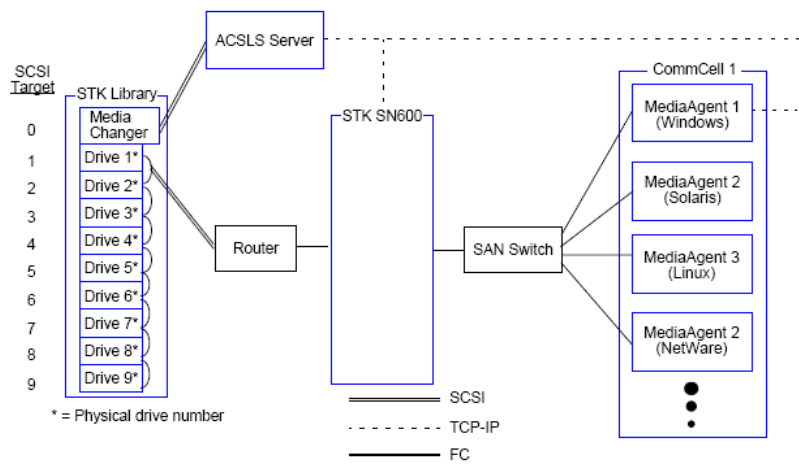 ACSLS Server
SCSI
Target
STK Library
Media
Changer
0
Drive 1*
1
Drive 2*
2
Drive 3*
3
Drive 4*
4
Drive 5*
5
Drive 6*
6
Drive 7*
7
Drive 8*
8
Drive 9*
9
* = Physical drive number
Router
STK SN600
SAN Switch
CommCell 1
MediaAgent 1
(Windows)
MediaAgent 2
(Solaris)
MediaAgent 3
(Linux)
MediaAgent 2
(NetWare)
SCSI
TCP-IP
FC